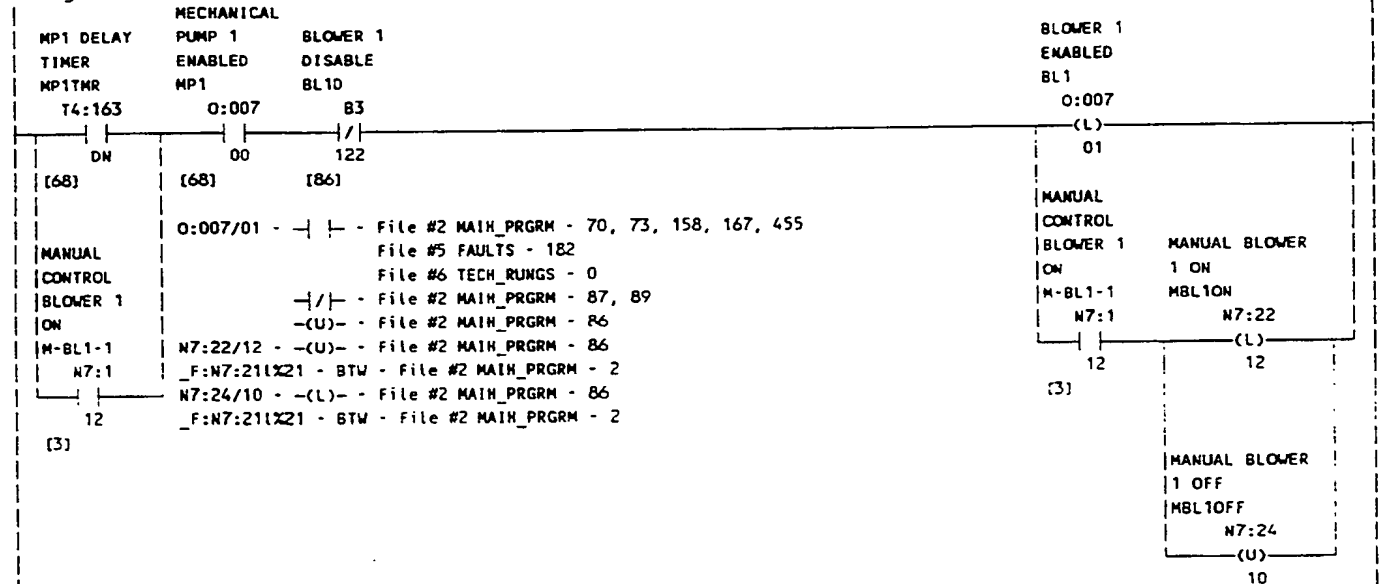 MECHANICAL
BLOWER 1
MP1 DELAY PUMP 1 BLOWER 1
ENABLED
TIMER ENABLED DISABLE
BL1
MP1TMR MP1 BL1D
O:007
T4:163 O:007 B3
(L)
DN 00 122
01
[68] [68] [86]
MANUAL
CONTROL
O:007/01 - ─┤ ├─ - File #2 MAIN_PRGRM - 70, 73, 158, 167, 455
BLOWER 1 MANUAL BLOWER
MANUAL File #5 FAULTS - 182
ON 1 ON
CONTROL File #6 TECH_RUNGS - 0
M-BL1-1 MBL1ON
BLOWER 1 ─┤/├─ - File #2 MAIN_PRGRM - 87, 89
N7:1 N7:22
ON -(U)- - File #2 MAIN_PRGRM - 86
(L)
M-BL1-1 N7:22/12 - -(U)- - File #2 MAIN_PRGRM - 86
12 12
N7:1 _F:N7:21[%21 - BTW - File #2 MAIN_PRGRM - 2
N7:24/10 - -(L)- - File #2 MAIN_PRGRM - 86
[3]
12 _F:N7:21[%21 - BTW - File #2 MAIN_PRGRM - 2
[3]
MANUAL BLOWER
1 OFF
MBL1OFF
N7:24
(U)
10